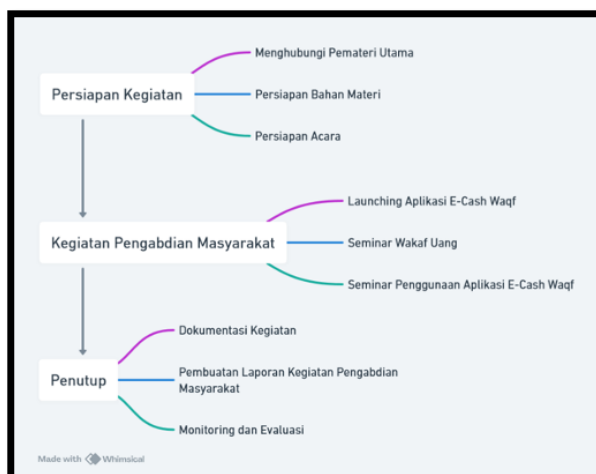 Menghubungi Pemateri Utama
Persiapan Kegiatan
Persiapan Bahan Materi
Persiapan Acara
Launching Aplikasi E-Cash Waqf
Kegiatan Pengabdian Masyarakat
Seminar Wakaf Uang
Seminar Penggunaan Aplikasi E-Cash Waqf
Dokumentasi Kegiatan
Penutup
Pembuatan Laporan Kegiatan Pengabdian
Masyarakat
Monitoring dan Evaluasi
Made with Whimsical